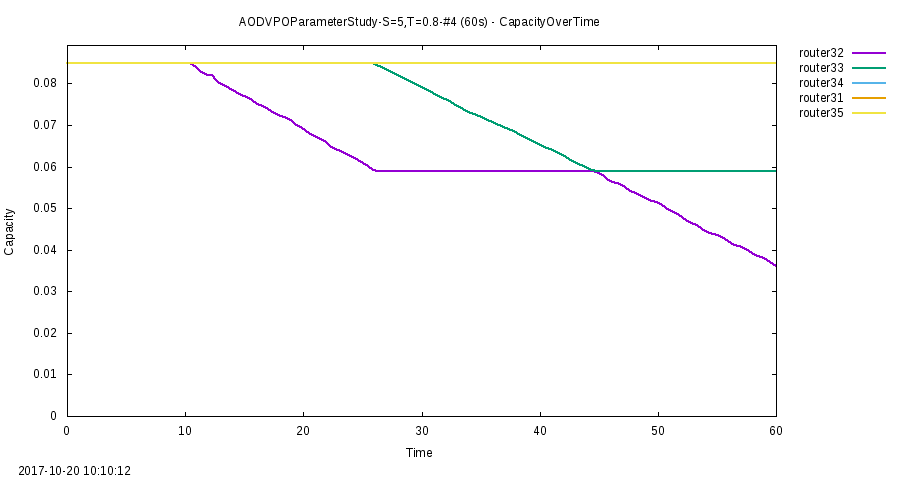 AODVPOParameterStudy-S=5,T=0.8-#4 (60s) - CapacityOverTime
router32
router33
router34
router31
router35
0.08
0.07
0.06
0.05
0.04
0.03
0.02
0.01
0
Capacity
0 10 20 30 40 50 60
Time
2017-10-20 10:10:12